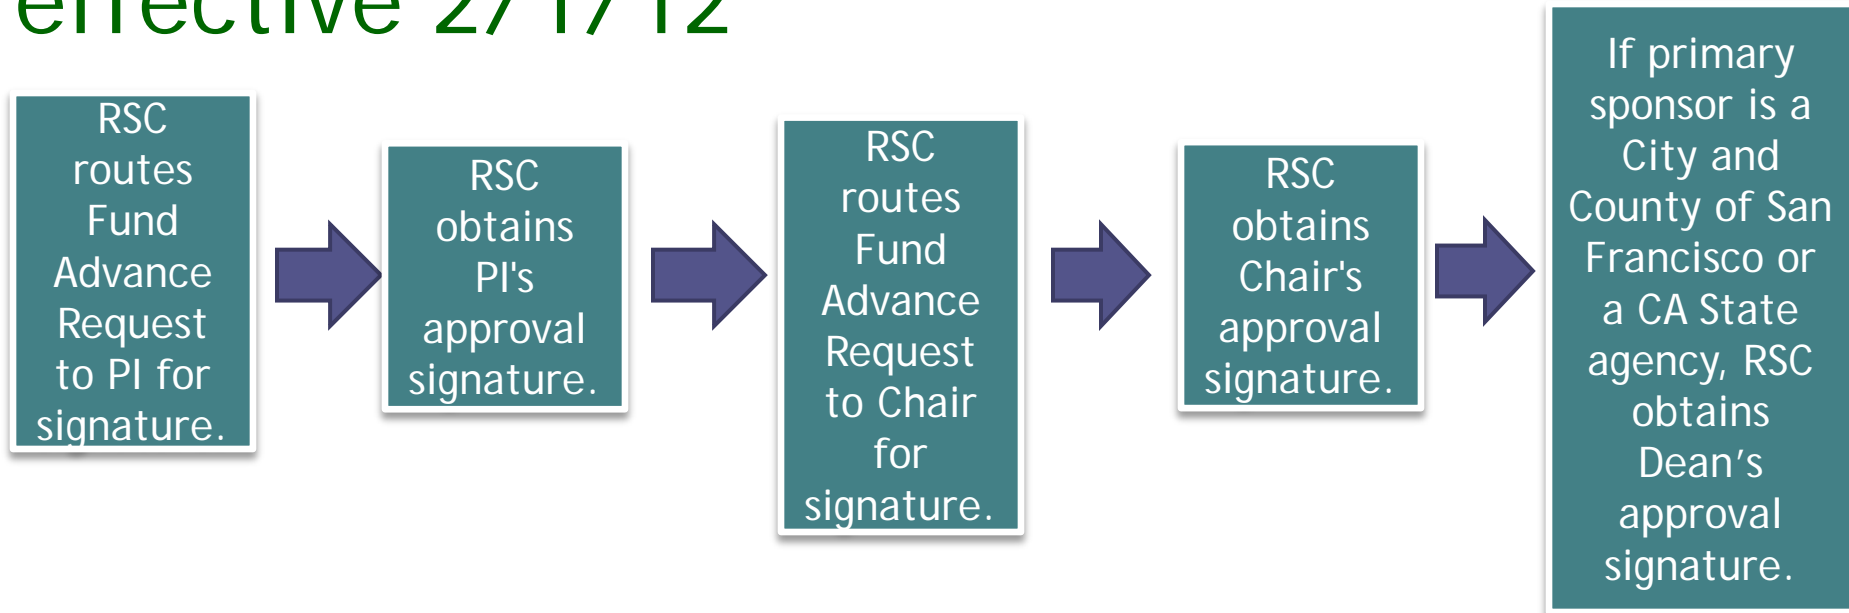 effective 2/1/12
RSC
routes
Fund
Advance
Request
to PI for
signature.
RSC
obtains
PI's
approval
signature.
RSC
routes
Fund
Advance
Request
to Chair
for
signature.
RSC
obtains
Chair's
approval
signature.
If primary
sponsor is a
City and
County of San
Francisco or
a CA State
agency, RSC
obtains
Dean’s
approval
signature.